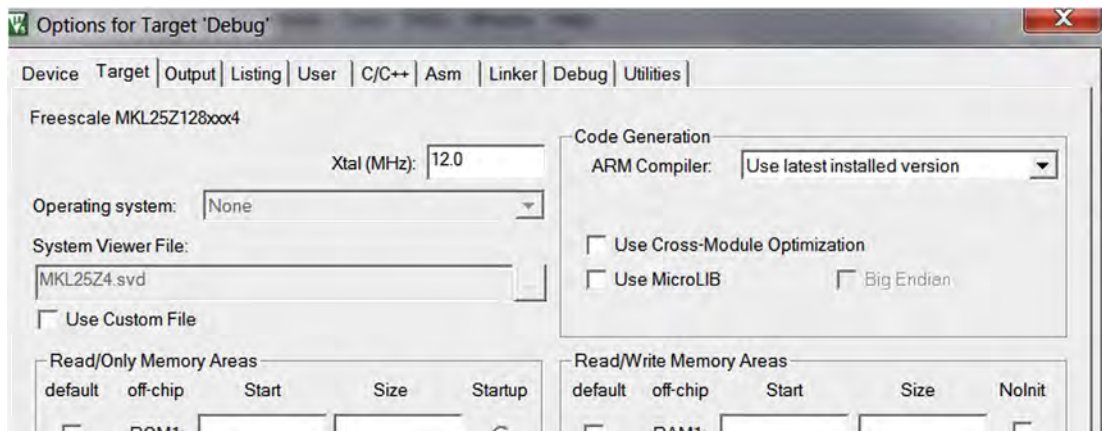 Options for Target 'Debug'
Device Target Output Listing User C/C++ Asm Linker Debug Utilities
Freescale MKL25Z128xxx4
Xtal (MHz): 12.0
Operating system: None
System Viewer File:
MKL25Z4.svd
...
Use Custom File
Code Generation
ARM Compiler: Use latest installed version
Use Cross-Module Optimization
Use MicroLIB Big Endian
Read/Only Memory Areas
default off-chip Start Size Startup
ROM1:
Read/Write Memory Areas
default off-chip Start Size NoInit
RAM1: